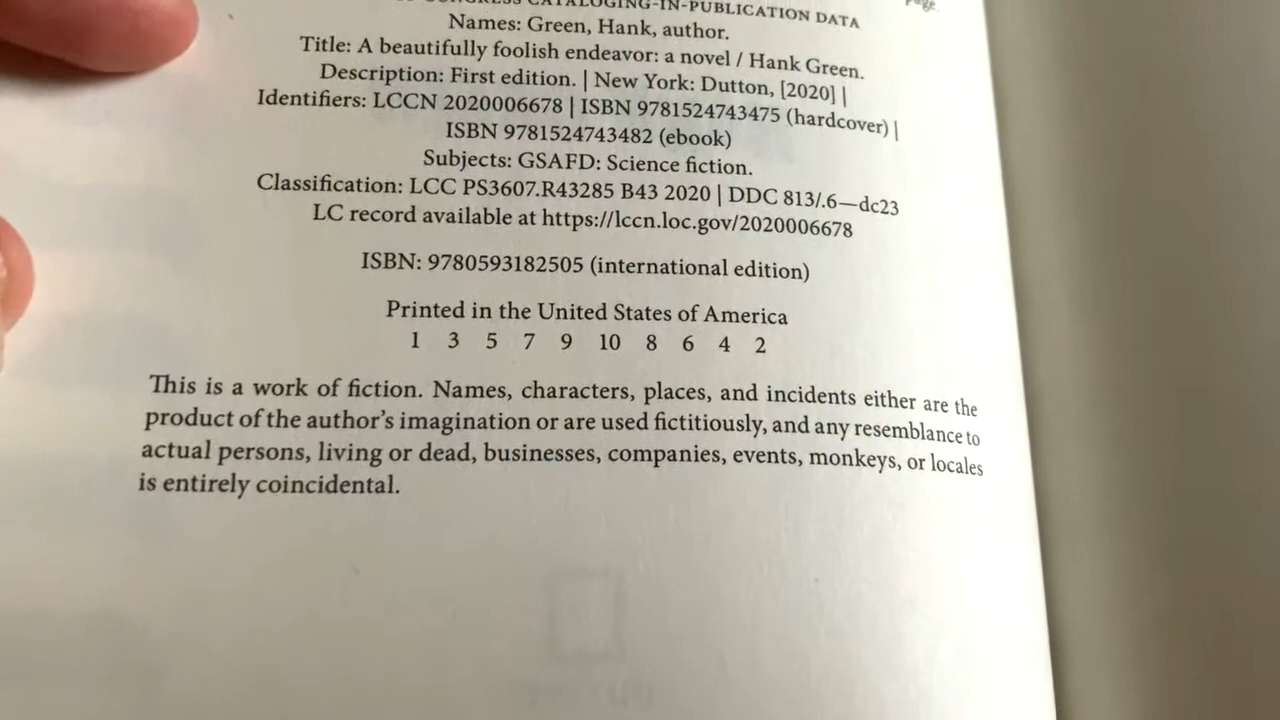 CATALOGING-IN-PUBLICATION DATA
page.
Names: Green, Hank, author.
Title: A beautifully foolish endeavor: a novel / Hank Green.
Description: First edition. | New York: Dutton, [2020] |
Identifiers: LCCN 2020006678 | ISBN 9781524743475 (hardcover) |
ISBN 9781524743482 (ebook)
Subjects: GSAFD: Science fiction.
Classification: LCC PS3607.R43285 B43 2020 | DDC 813/.6—dc23
LC record available at https://lccn.loc.gov/2020006678
ISBN: 9780593182505 (international edition)
Printed in the United States of America
1 3 5 7 9 10 8 6 4 2
This is a work of fiction. Names, characters, places, and incidents either are the
product of the author's imagination or are used fictitiously, and any resemblance to
actual persons, living or dead, businesses, companies, events, monkeys, or locales
is entirely coincidental.